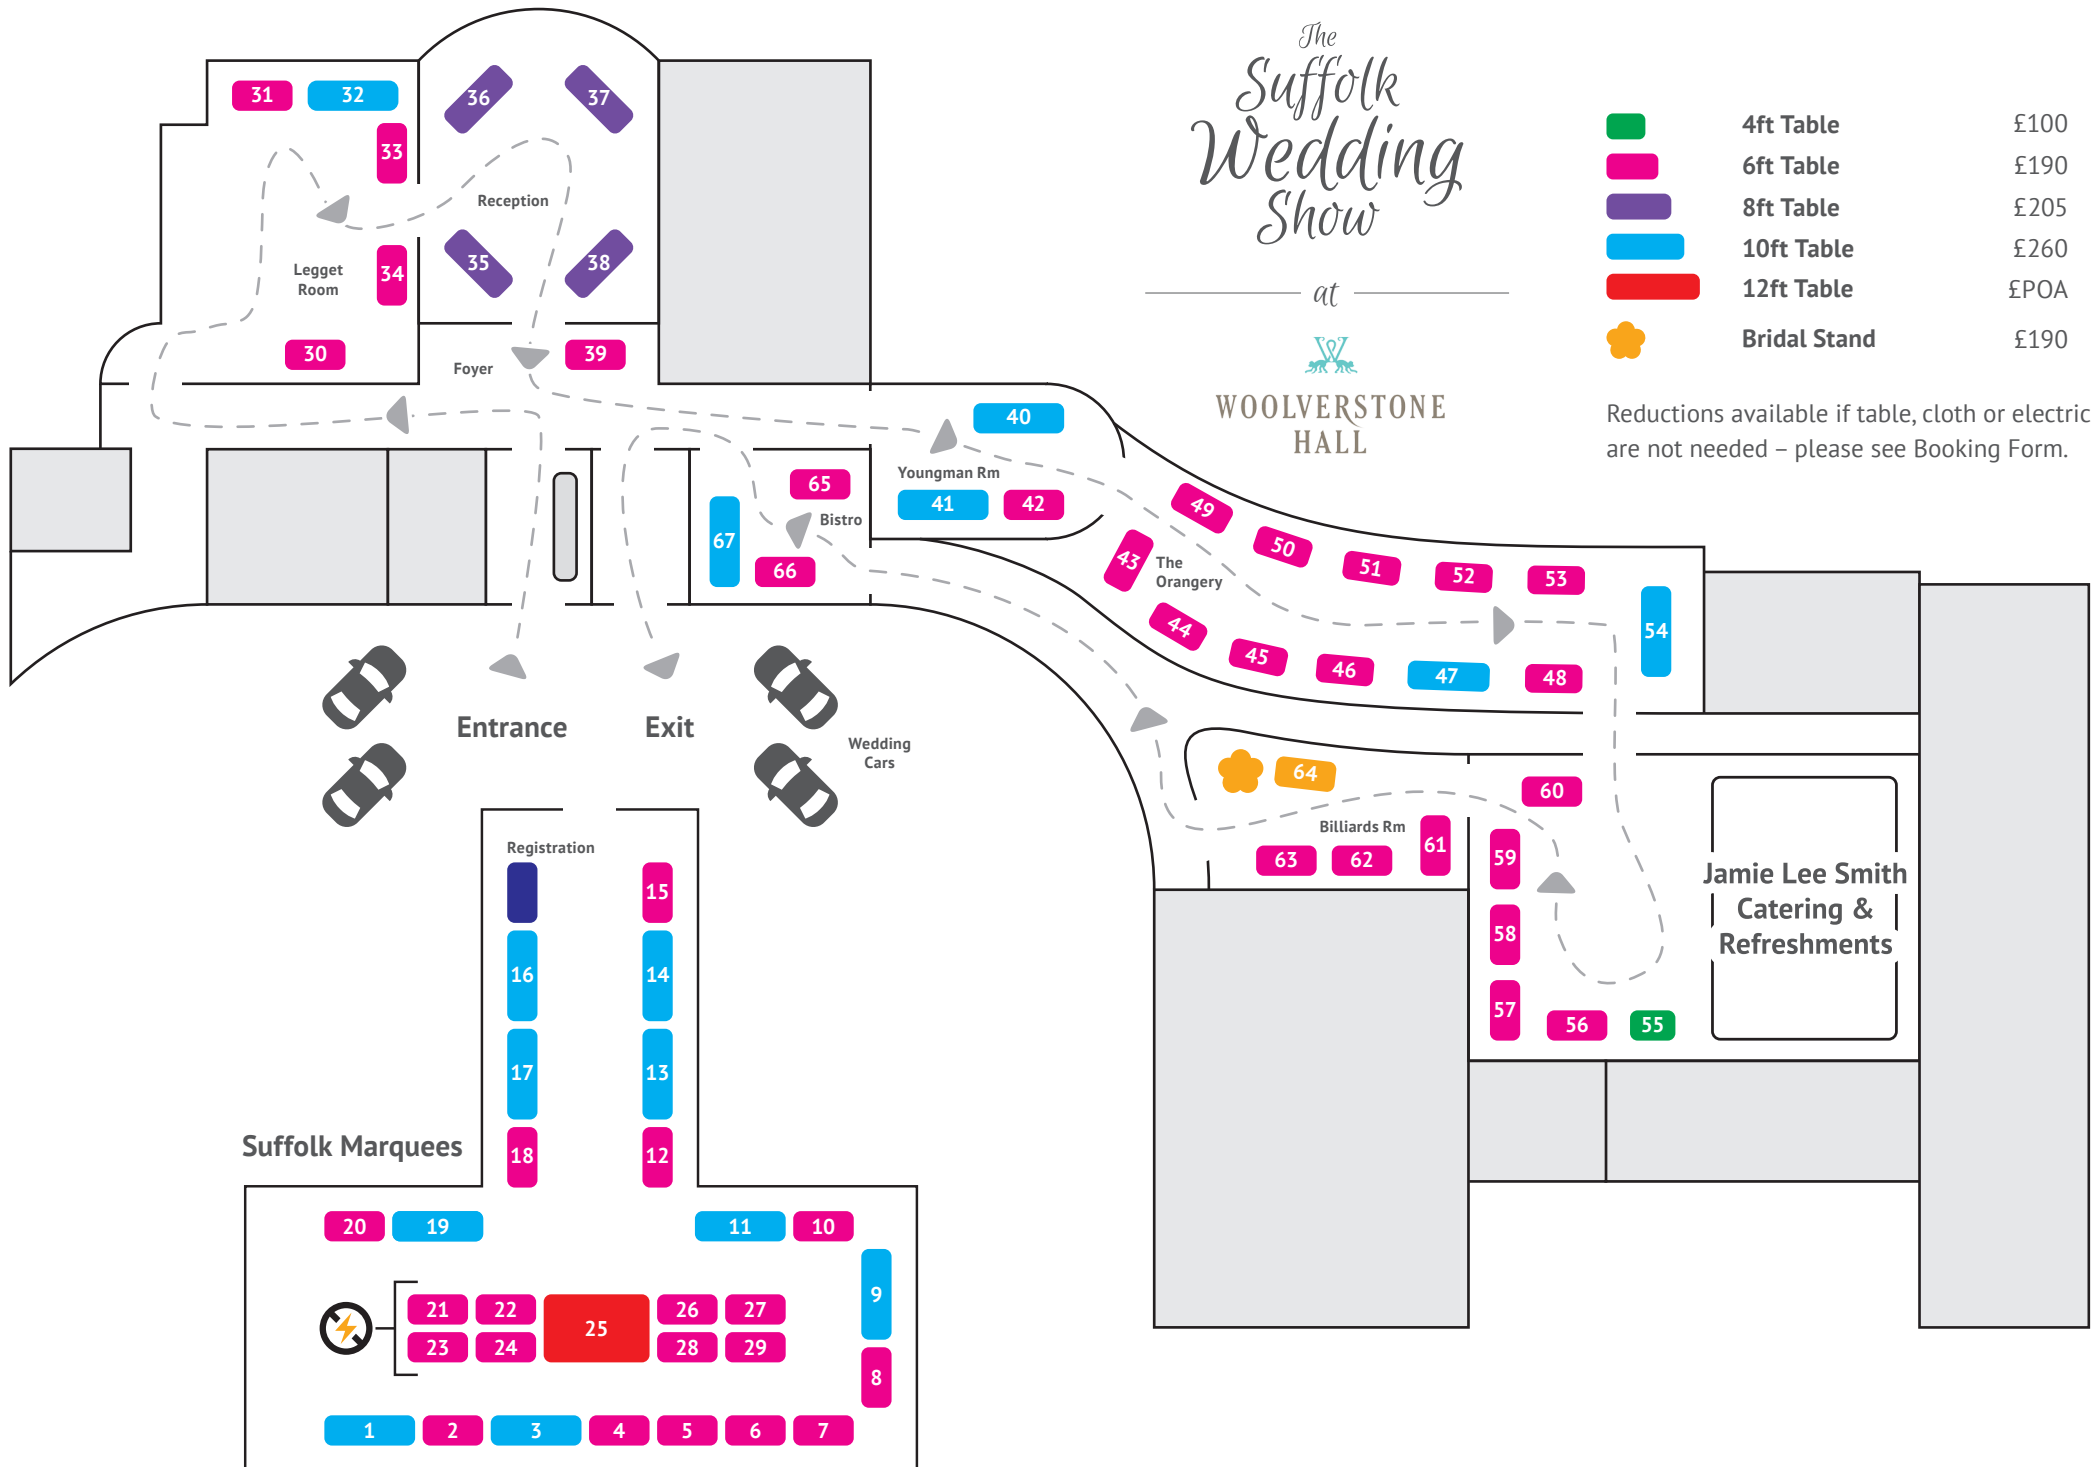 The
Suffolk
Wedding
Show
at
W
WOOLVERSTONE
HALL
4ft Table £100
6ft Table £190
8ft Table £205
10ft Table £260
12ft Table £POA
Bridal Stand £190
Reductions available if table, cloth or electric
are not needed – please see Booking Form.
31 32
33
34
Legget
Room
30
36 37
Reception
35 38
Foyer
39
40
Youngman Rm
41 42
65
Bistro
67
66
49
50
51
52
53
43
The
Orangery
44
45
46
47
48
54
Entrance
Exit
Wedding
Cars
64
Billiards Rm
63 62
61
60
59
58
57
56 55
Jamie Lee Smith
Catering &
Refreshments
Registration
15
16 14
17 13
18 12
Suffolk Marquees
20 19 11 10
9
21 22 25 26 27
23 24 28 29
8
1 2 3 4 5 6 7